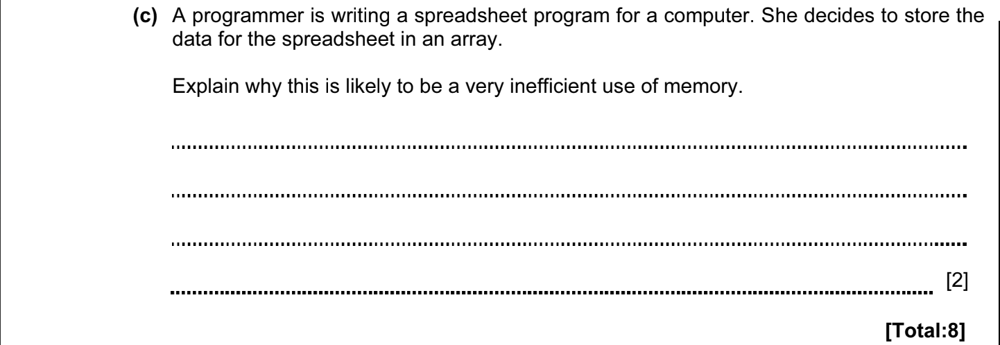 (c) A programmer is writing a spreadsheet program for a computer. She decides to store the
data for the spreadsheet in an array.
Explain why this is likely to be a very inefficient use of memory.
[2]
[Total:8]